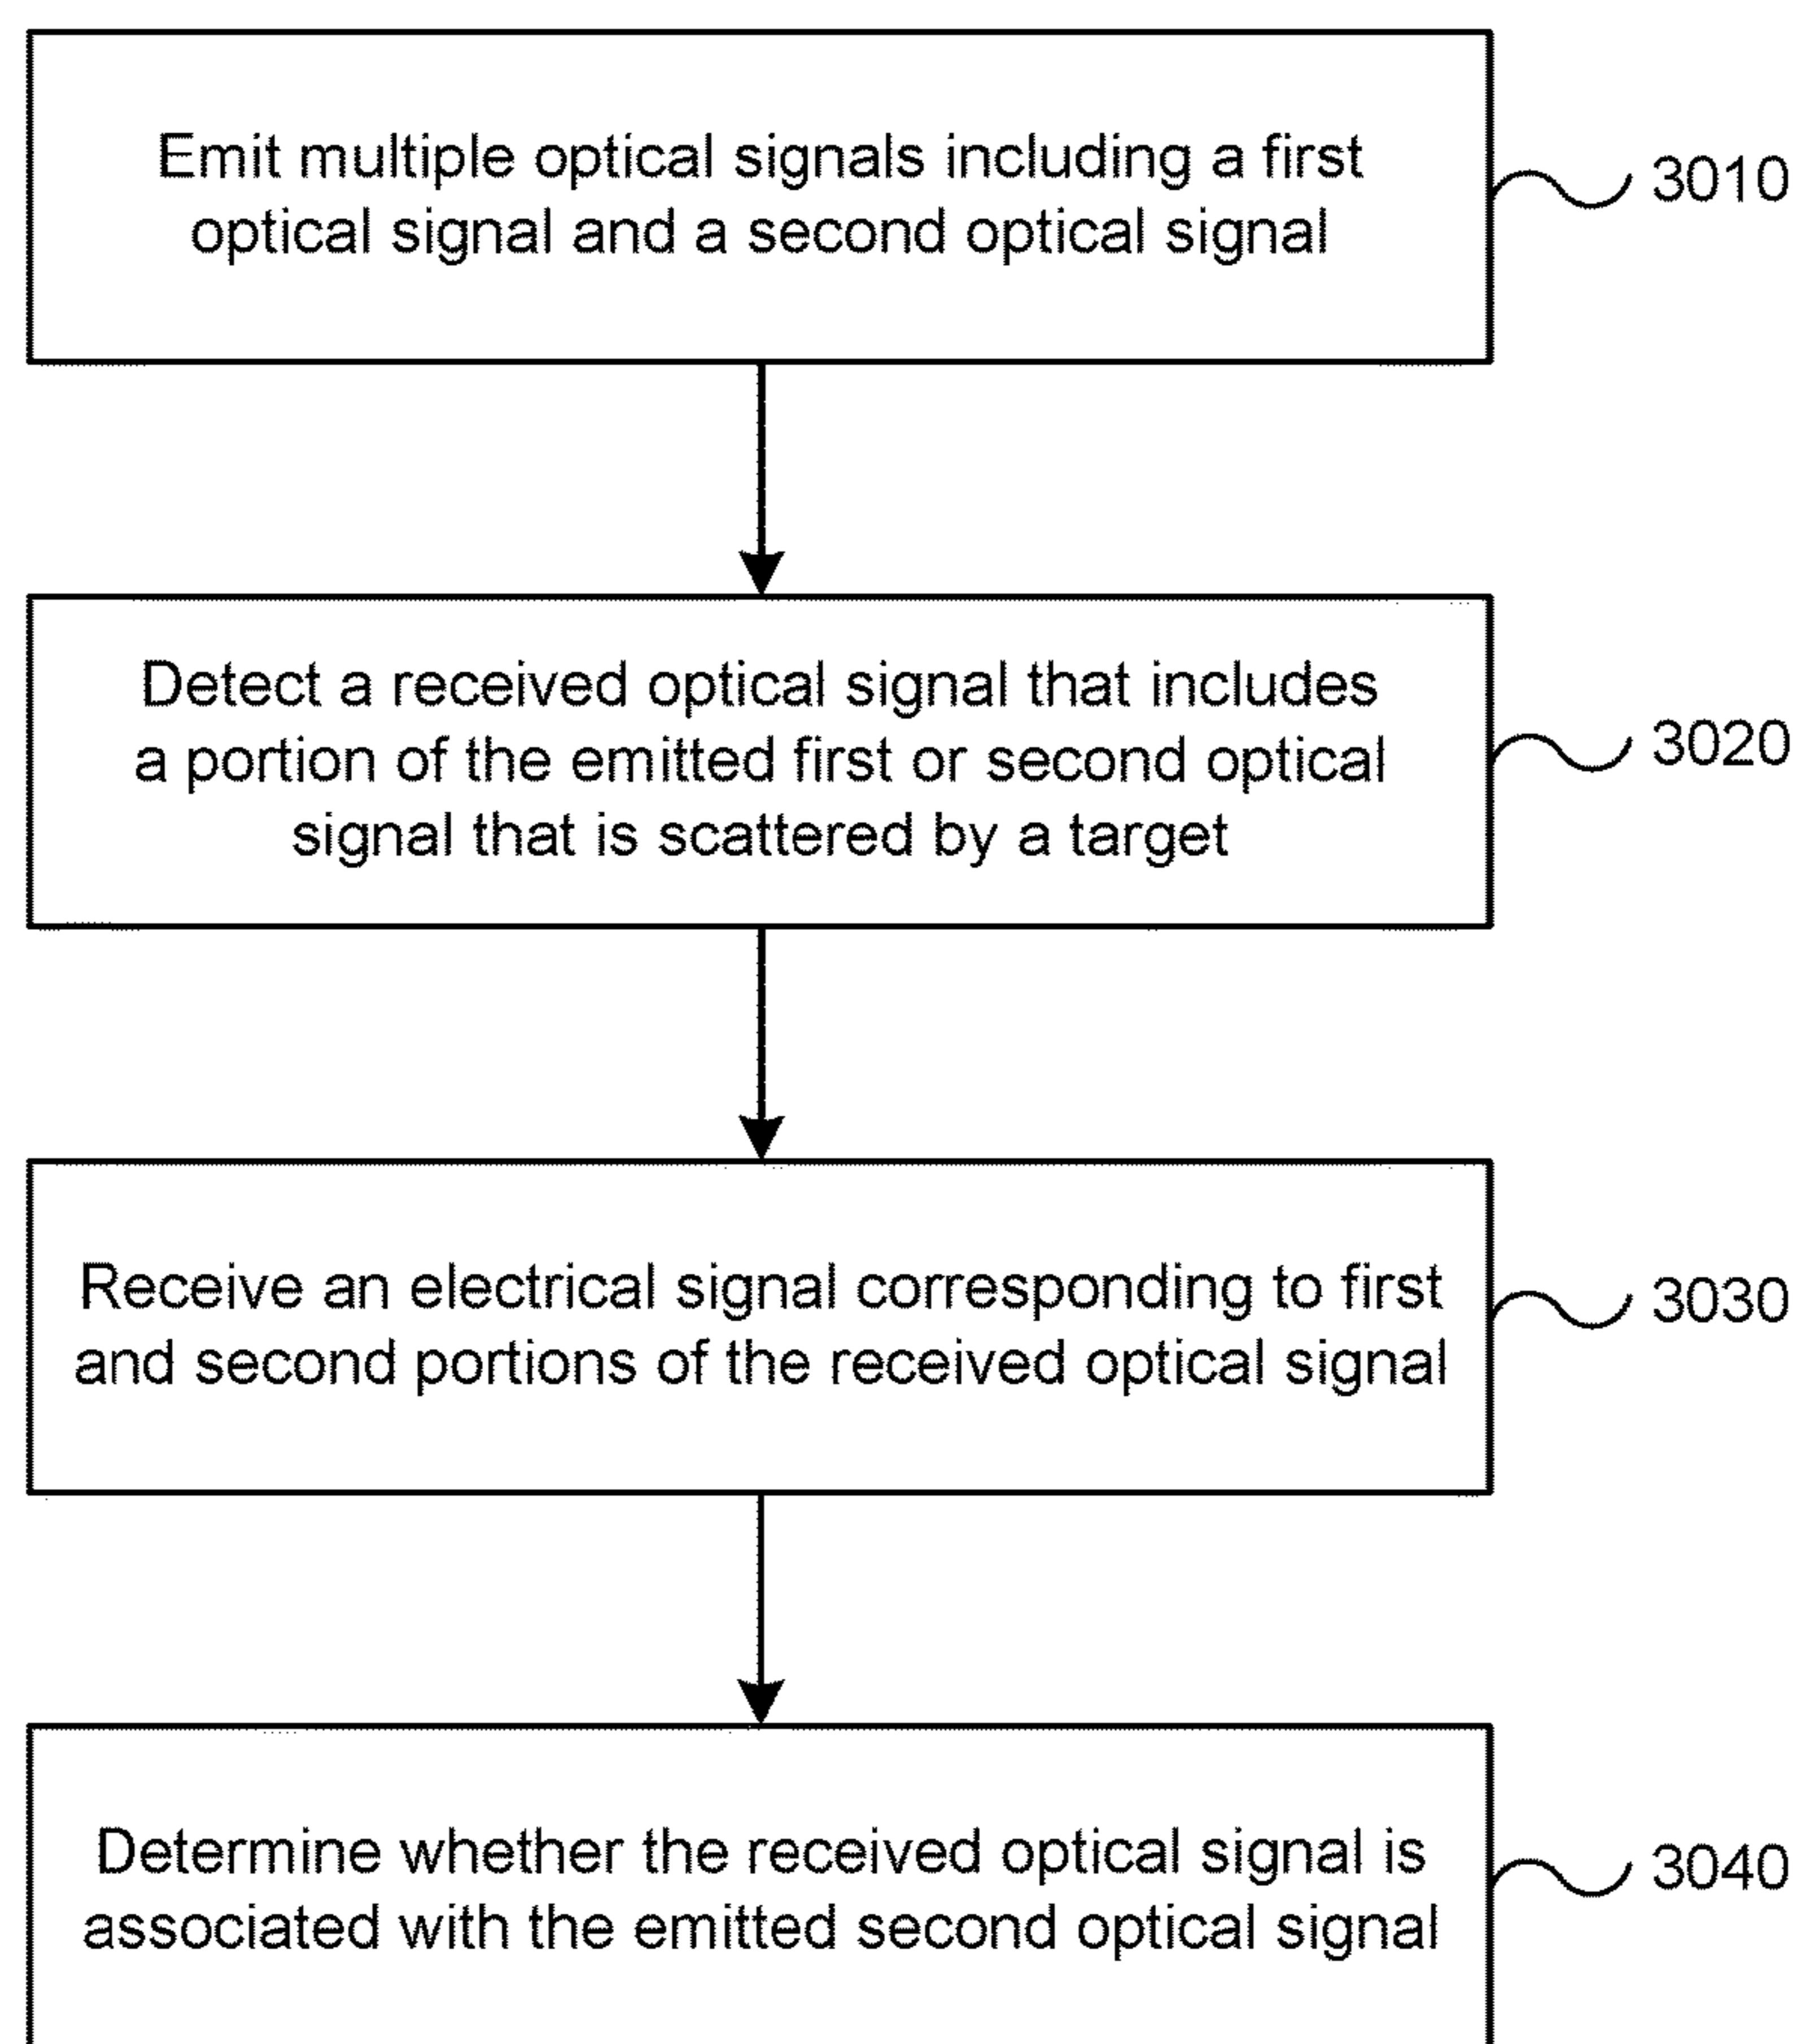 Emit multiple optical signals including a first
optical signal and a second optical signal
3010
Detect a received optical signal that includes
a portion of the emitted first or second optical
signal that is scattered by a target
3020
Receive an electrical signal corresponding to first
and second portions of the received optical signal
3030
Determine whether the received optical signal is
associated with the emitted second optical signal
3040